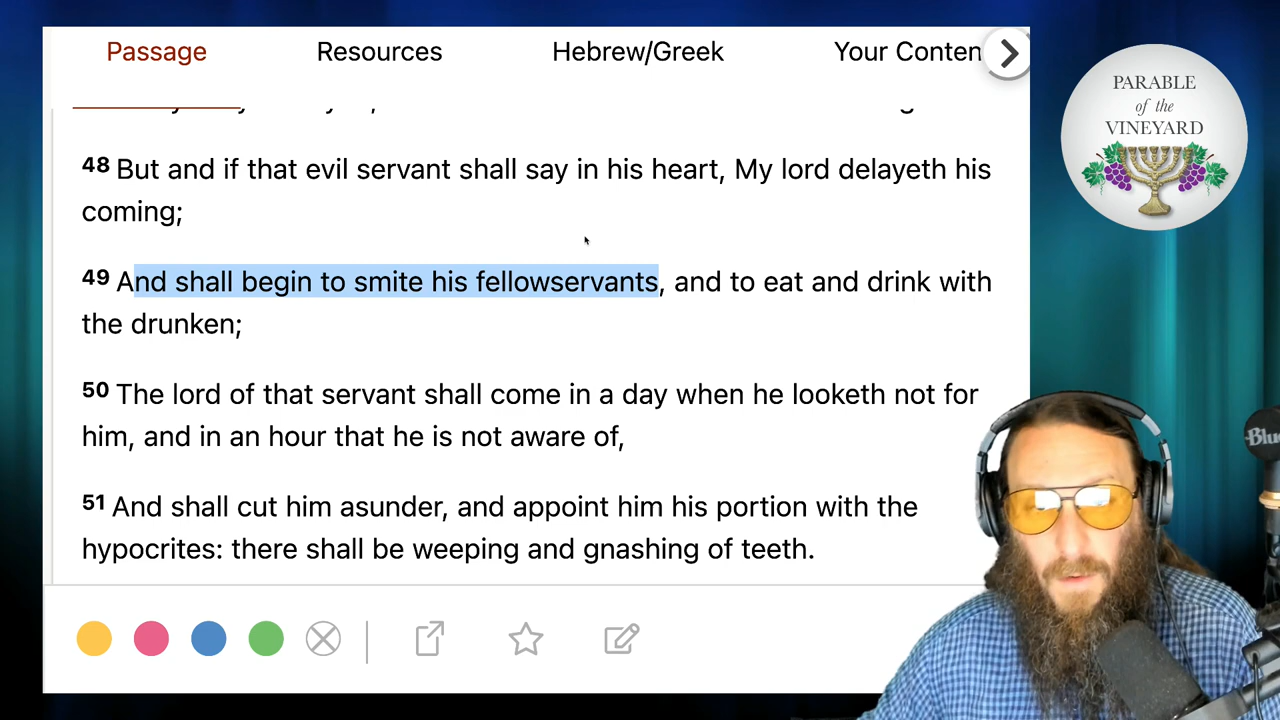 Passage Resources Hebrew/Greek Your Conten
48 But and if that evil servant shall say in his heart, My lord delayeth his
coming;
49 And shall begin to smite his fellowservants, and to eat and drink with
the drunken;
50 The lord of that servant shall come in a day when he looketh not for
him, and in an hour that he is not aware of,
51 And shall cut him asunder, and appoint him his portion with the
hypocrites: there shall be weeping and gnashing of teeth.
PARABLE
of the
VINEYARD
Blu